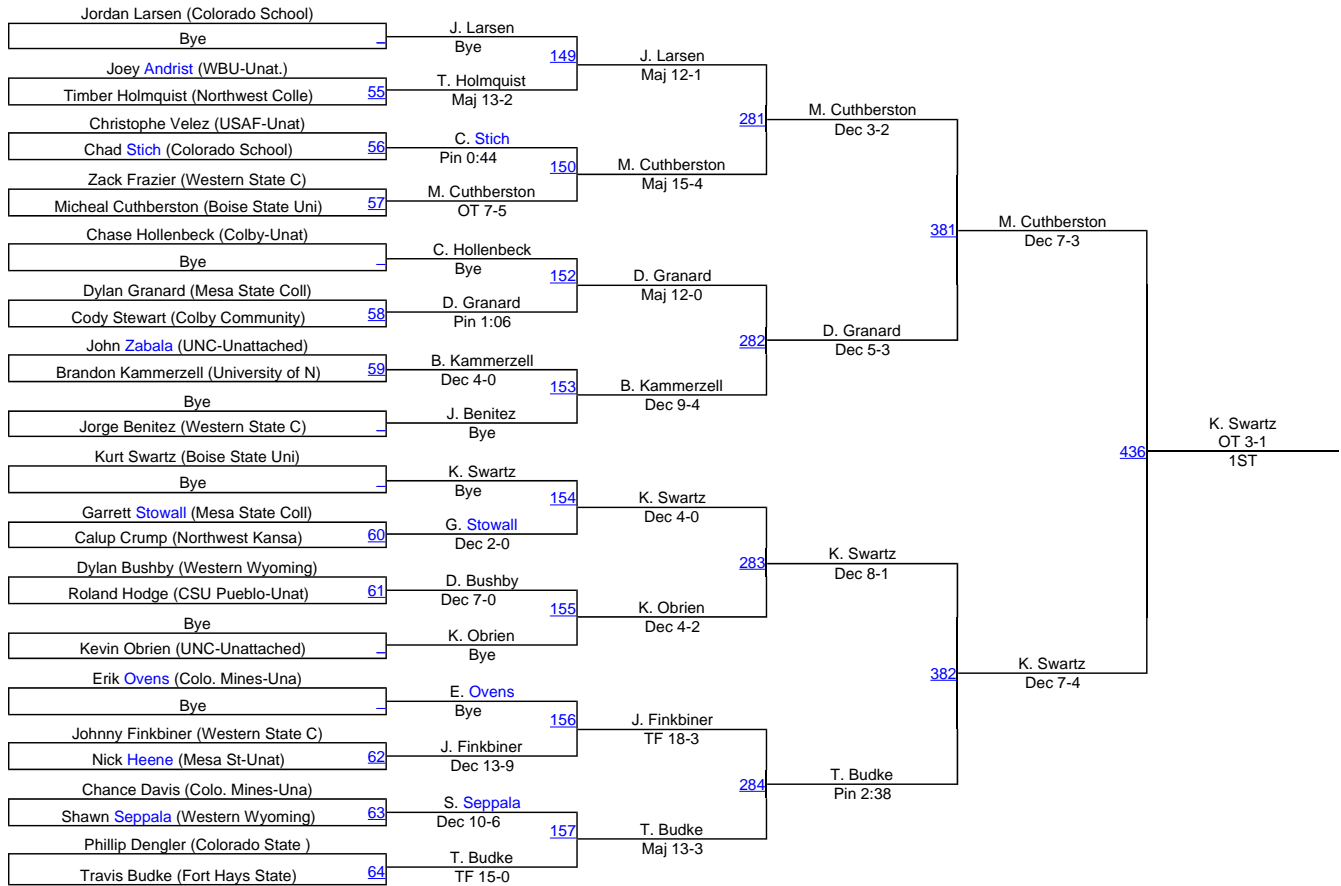 Jordan Larsen (Colorado School)
Bye
_
J. Larsen
Bye
149
Joey Andrist (WBU-Unat.)
Timber Holmquist (Northwest Colle)
55
T. Holmquist
Maj 13-2
J. Larsen
Maj 12-1
281
Christophe Velez (USAF-Unat)
Chad Stich (Colorado School)
56
C. Stich
Pin 0:44
150
Zack Frazier (Western State C)
Micheal Cuthberston (Boise State Uni)
57
M. Cuthberston
OT 7-5
M. Cuthberston
Maj 15-4
M. Cuthberston
Dec 3-2
381
Chase Hollenbeck (Colby-Unat)
Bye
_
C. Hollenbeck
Bye
152
Dylan Granard (Mesa State Coll)
Cody Stewart (Colby Community)
58
D. Granard
Pin 1:06
D. Granard
Maj 12-0
282
John Zabala (UNC-Unattached)
Brandon Kammerzell (University of N)
59
B. Kammerzell
Dec 4-0
153
Bye
Jorge Benitez (Western State C)
_
J. Benitez
Bye
B. Kammerzell
Dec 9-4
D. Granard
Dec 5-3
M. Cuthberston
Dec 7-3
436
Kurt Swartz (Boise State Uni)
Bye
_
K. Swartz
Bye
154
Garrett Stowall (Mesa State Coll)
Calup Crump (Northwest Kansa)
60
G. Stowall
Dec 2-0
K. Swartz
Dec 4-0
283
Dylan Bushby (Western Wyoming)
Roland Hodge (CSU Pueblo-Unat)
61
D. Bushby
Dec 7-0
155
Bye
Kevin Obrien (UNC-Unattached)
_
K. Obrien
Bye
K. Obrien
Dec 4-2
K. Swartz
Dec 8-1
382
Erik Ovens (Colo. Mines-Una)
Bye
_
E. Ovens
Bye
156
Johnny Finkbiner (Western State C)
Nick Heene (Mesa St-Unat)
62
J. Finkbiner
Dec 13-9
J. Finkbiner
TF 18-3
284
Chance Davis (Colo. Mines-Una)
Shawn Seppala (Western Wyoming)
63
S. Seppala
Dec 10-6
157
Phillip Dengler (Colorado State )
Travis Budke (Fort Hays State)
64
T. Budke
TF 15-0
T. Budke
Maj 13-3
T. Budke
Pin 2:38
K. Swartz
Dec 7-4
K. Swartz
OT 3-1
1ST